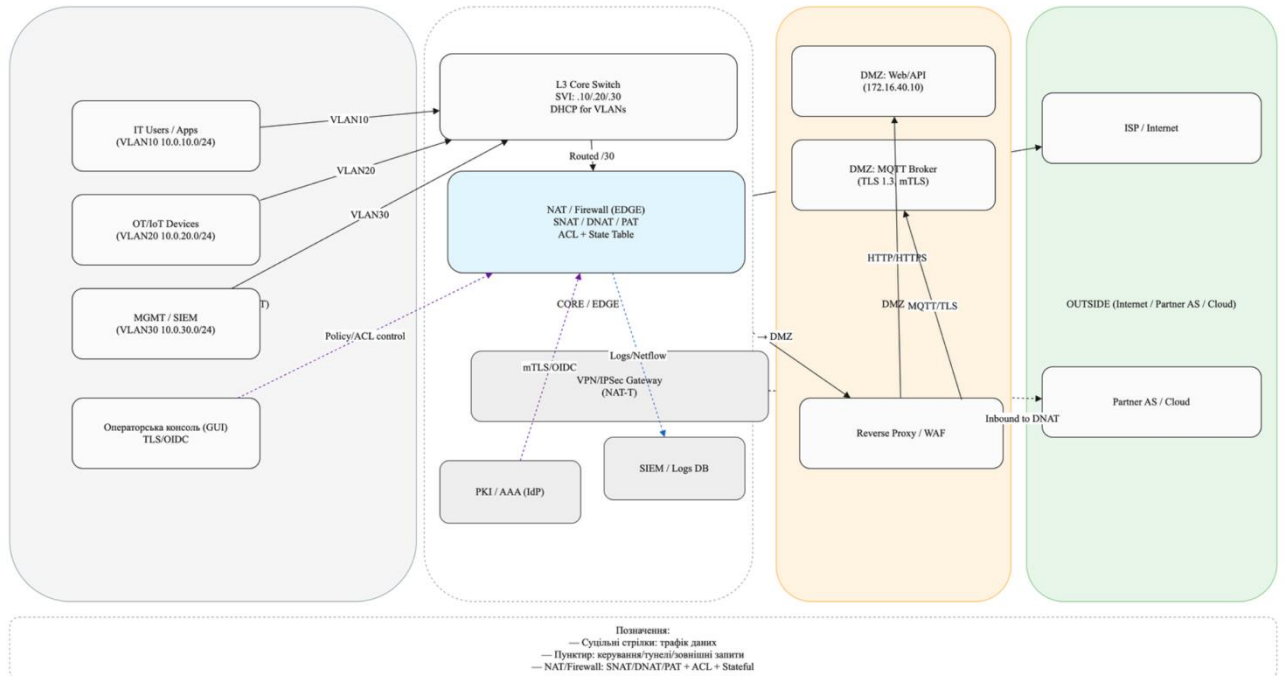 IT Users / Apps
(VLAN10 10.0.10.0/24)
OT/IoT Devices
(VLAN20 10.0.20.0/24)
MGMT / SIEM
(VLAN30 10.0.30.0/24)
T)
Операторська консоль (GUI)
TLS/OIDC
VLAN10
VLAN20
VLAN30
Policy/ACL control
L3 Core Switch
SVI: .10/.20/.30
DHCP for VLANs
Routed /30
NAT / Firewall (EDGE)
SNAT / DNAT / PAT
ACL + State Table
CORE / EDGE
Logs/Netflow
mTLS/OIDC
VPN/IPSec Gateway
(NAT-T)
PKI / AAA (IdP)
SIEM / Logs DB
→ DMZ
DMZ: Web/API
(172.16.40.10)
DMZ: MQTT Broker
(TLS 1.3, mTLS)
HTTP/HTTPS
DMZ
MQTT/TLS
Reverse Proxy / WAF
Inbound to DNAT
ISP / Internet
OUTSIDE (Internet / Partner AS / Cloud)
Partner AS / Cloud
Позначення:
— Суцільні стрілки: трафік даних
— Пунктир: керування/тунелі/зовнішні запити
— NAT/Firewall: SNAT/DNAT/PAT + ACL + Stateful